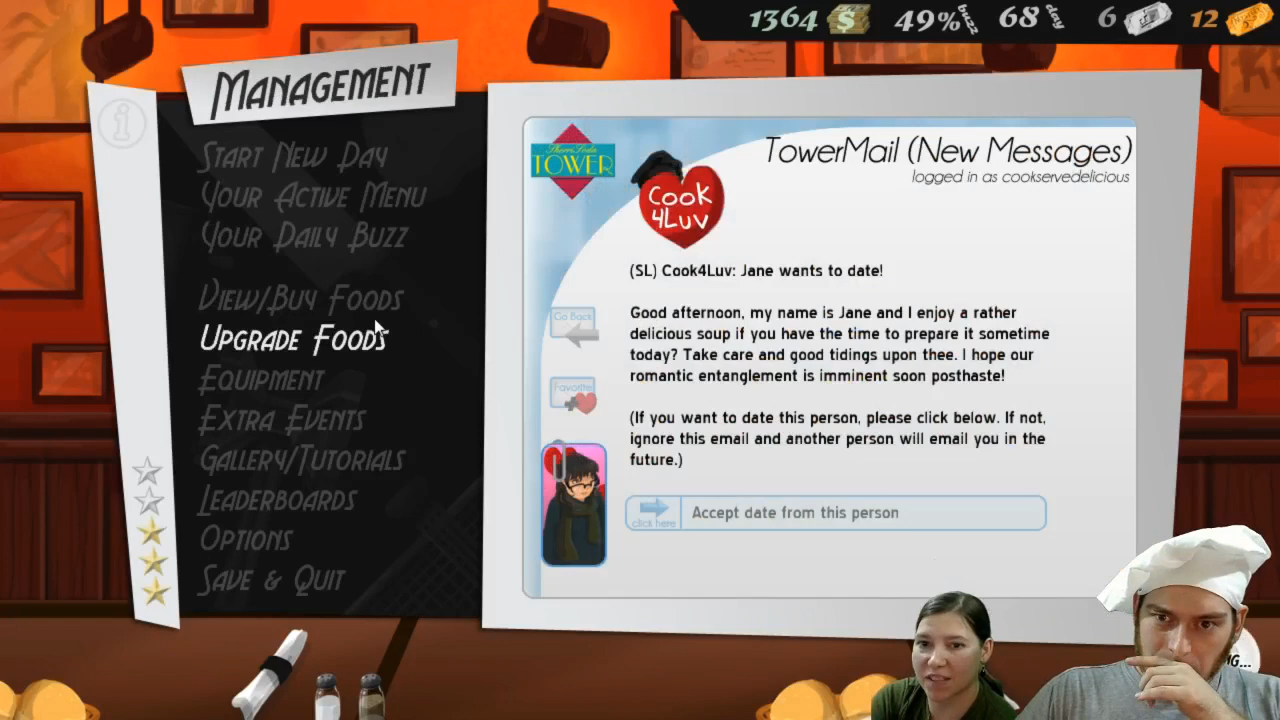 1364 $ 49% buzz 68 day 6 12
MANAGEMENT
START NEW DAY
YOUR ACTIVE MENU
YOUR DAILY BUZZ
VIEW/BUY FOODS
UPGRADE FOODS
EQUIPMENT
EXTRA EVENTS
GALLERY/TUTORIALS
LEADERBOARDS
OPTIONS
SAVE & QUIT
TOWER
Cook
4Luv
TowerMail (New Messages)
logged in as cookservedelicious
(SL) Cook4Luv: Jane wants to date!
Good afternoon, my name is Jane and I enjoy a rather
delicious soup if you have the time to prepare it sometime
today? Take care and good tidings upon thee. I hope our
romantic entanglement is imminent soon posthaste!
(If you want to date this person, please click below. If not,
ignore this email and another person will email you in the
future.)
Go Back
Favorite
click here
Accept date from this person